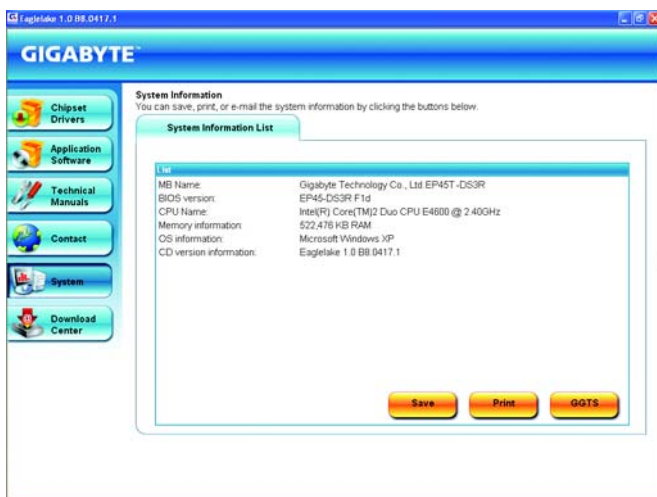 Eaglelake 1.0 B8.0417.1
GIGABYTE™
Chipset
Drivers
Application
Software
Technical
Manuals
Contact
System
Download
Center
System Information
You can save, print, or e-mail the system information by clicking the buttons below.
System Information List
List
MB Name: Gigabyte Technology Co., Ltd.EP45T-DS3R
BIOS version: EP45-DS3R F1d
CPU Name: Intel(R) Core(TM)2 Duo CPU E4600 @ 2.40GHz
Memory information: 522,476 KB RAM
OS information: Microsoft Windows XP
CD version information: Eaglelake 1.0 B8.0417.1
Save Print GGTS